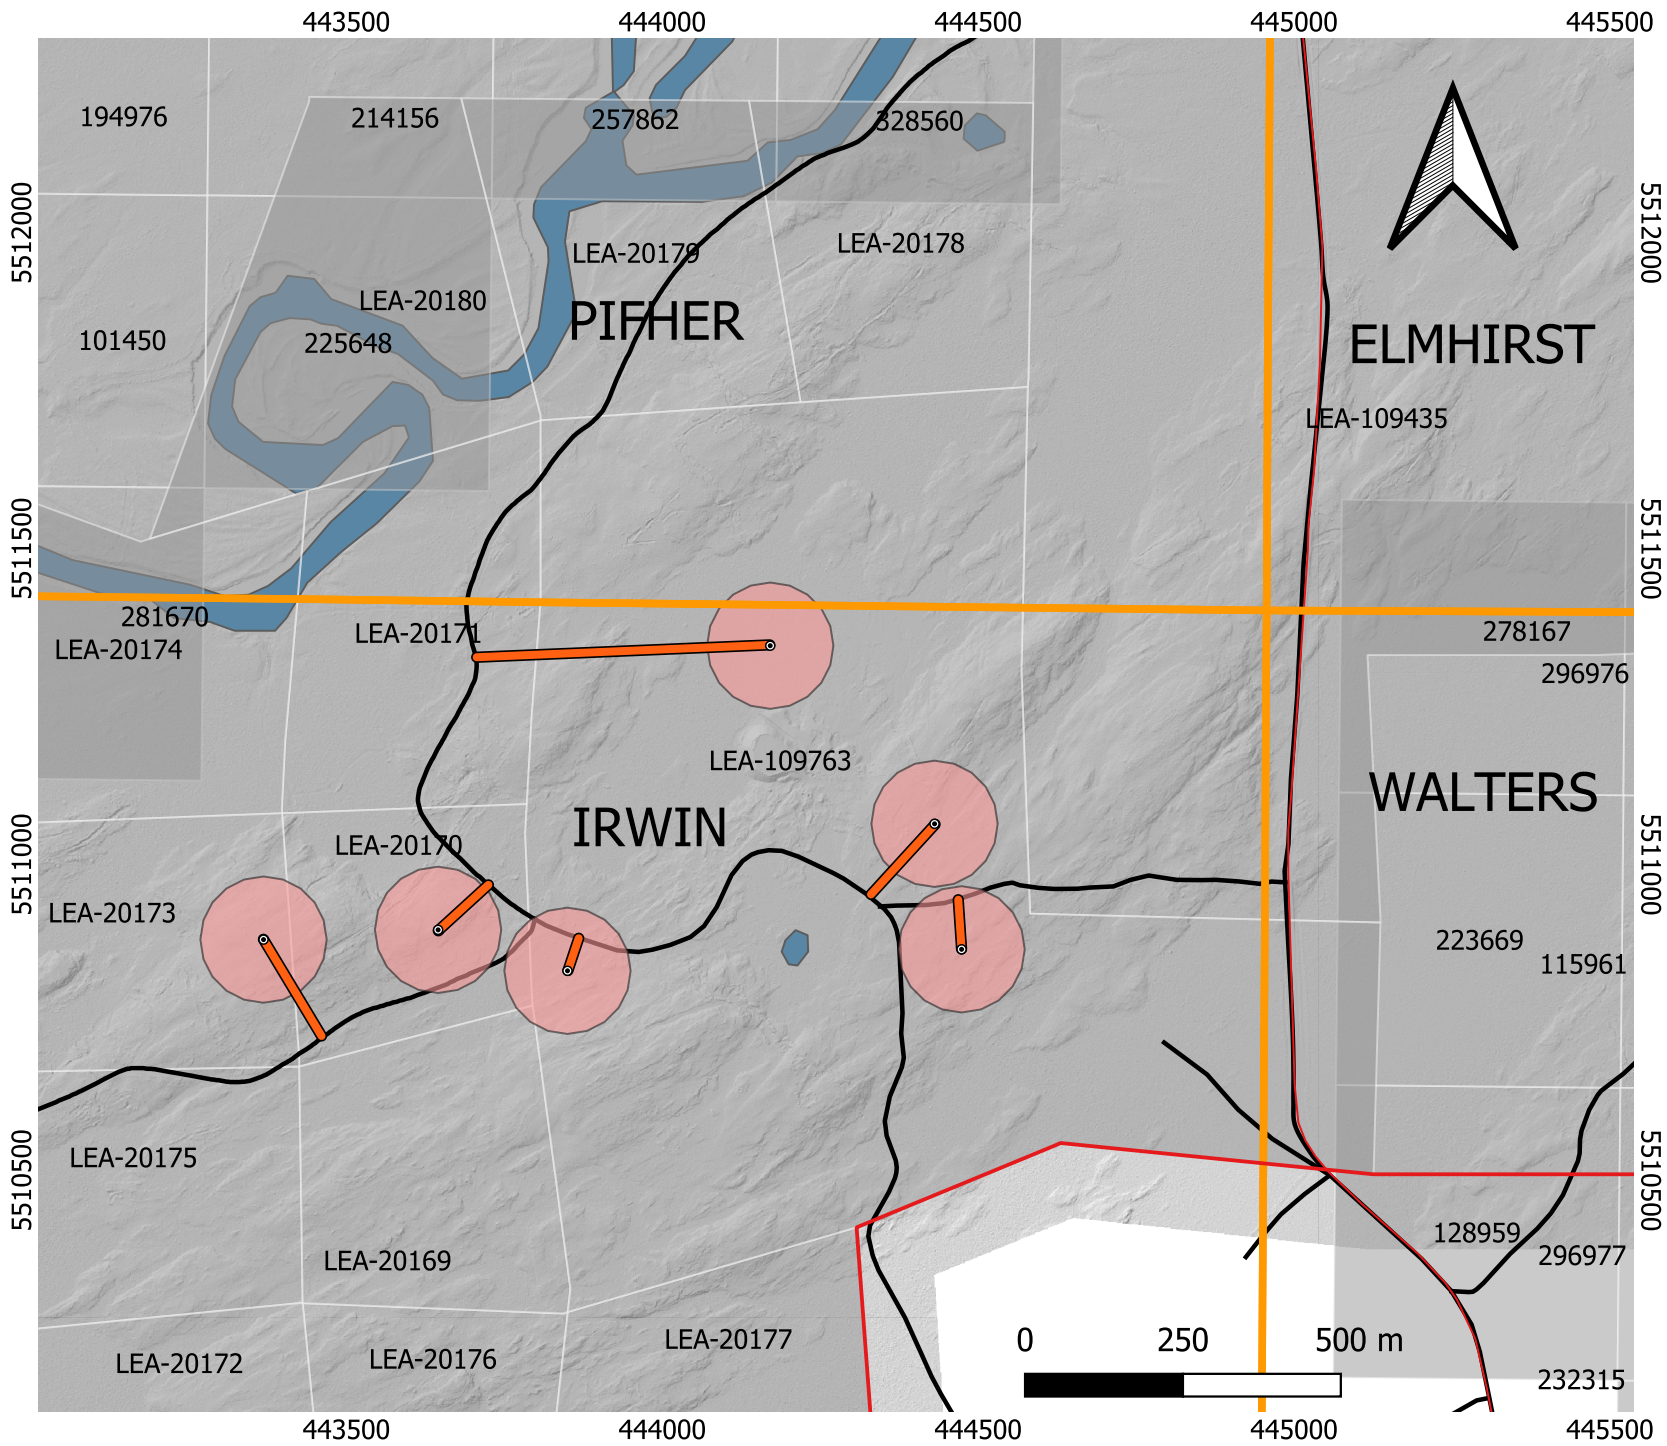 443500 444000 444500 445000 445500
194976 214156 257862 328560
5512000 5512000
LEA-20179 LEA-20178
LEA-20180 PIFHER
101450 225648 ELMHIRST
LEA-109435
5511500 5511500
281670 LEA-20171 278167
LEA-20174 296976
LEA-109763
IRWIN WALTERS
5511000 5511000
LEA-20170
LEA-20173 223669
115961
5510500 5510500
LEA-20175
128959
LEA-20169 296977
0 250 500 m
LEA-20172 LEA-20176 LEA-20177
232315
443500 444000 444500 445000 445500